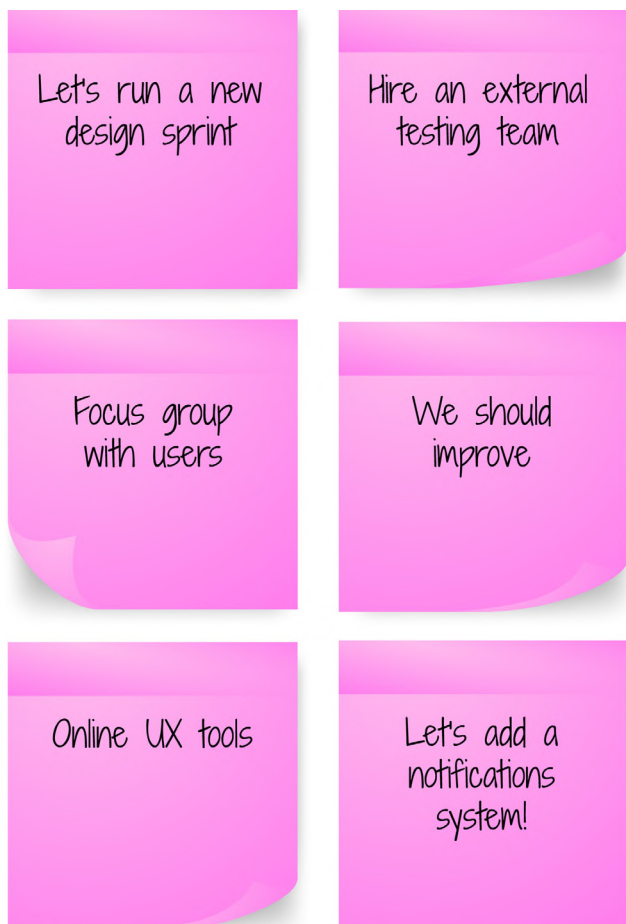 Let's run a new
design sprint
Hire an external
testing team
Focus group
with users
We should
improve
Online UX tools
Let's add a
notifications
system!